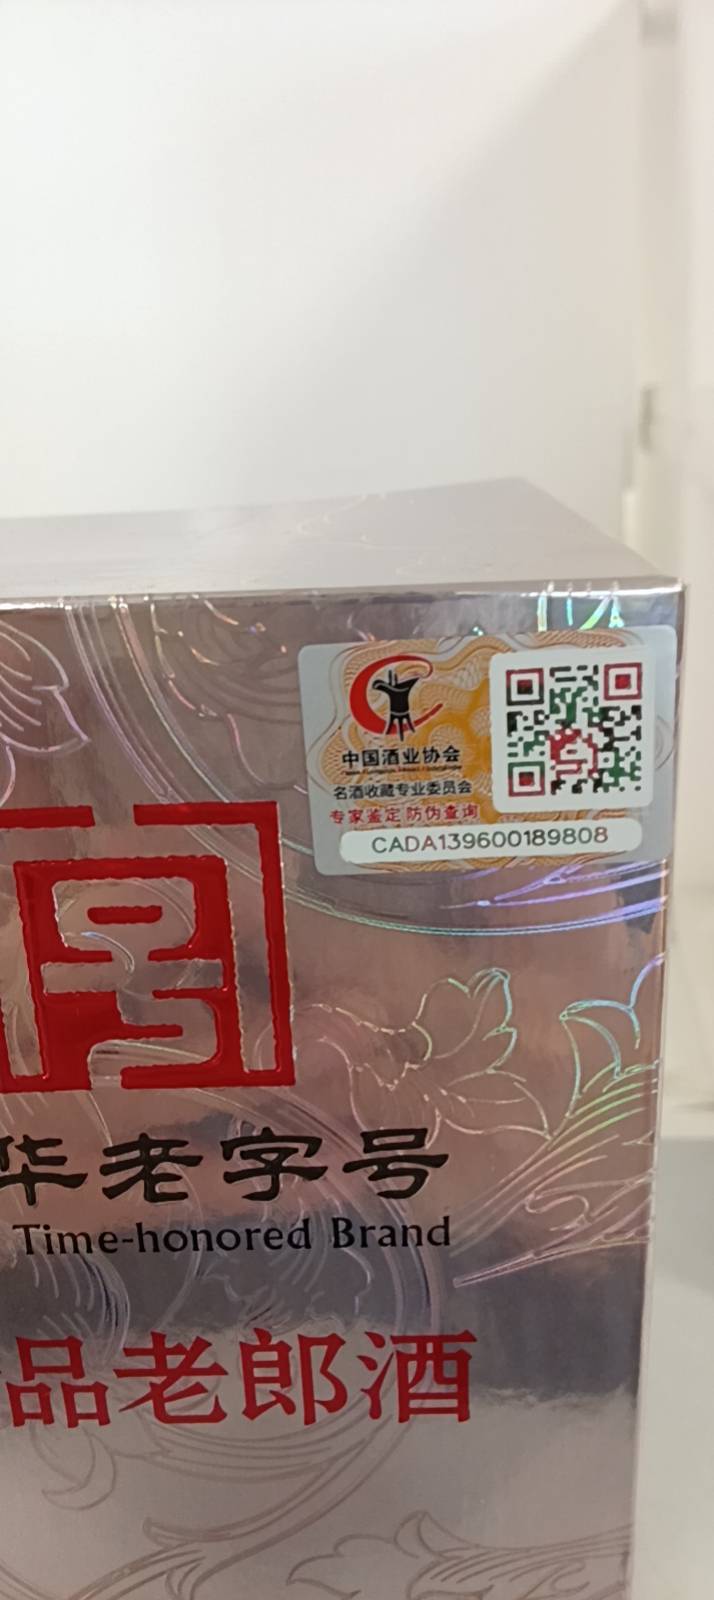 中国酒业协会
名酒收藏专业委员会
专家鉴定 防伪查询
CADA139600189808
华老字号
Time-honored Brand
品老郎酒